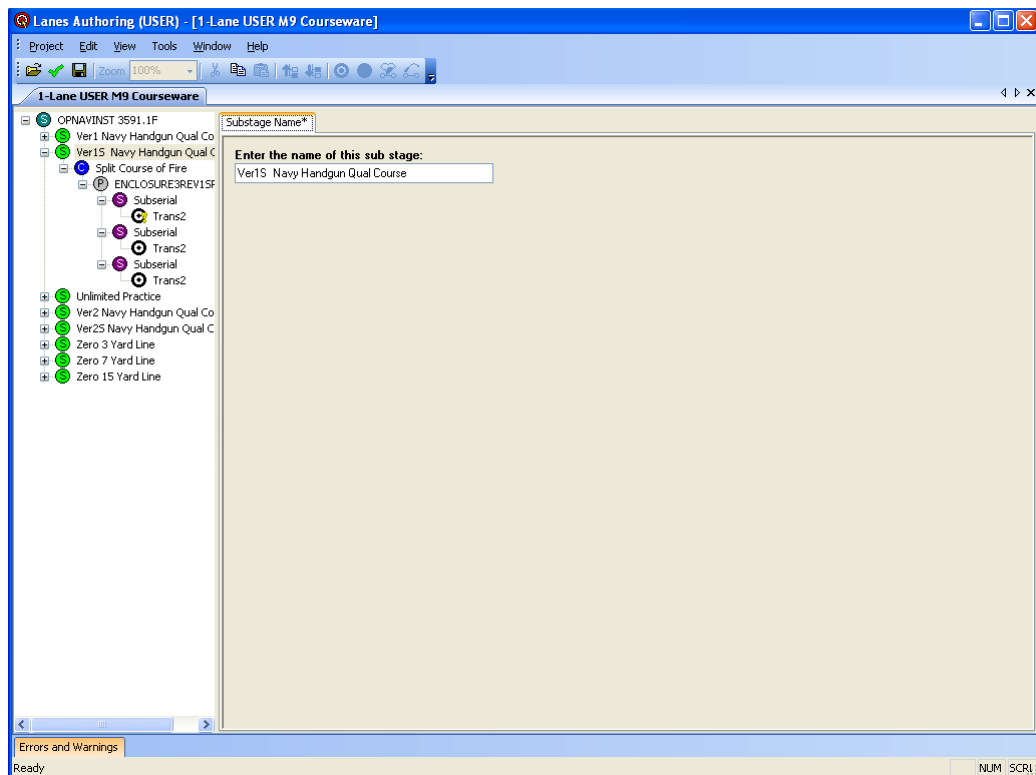 Lanes Authoring (USER) - [1-Lane USER M9 Courseware]
Project Edit View Tools Window Help
Zoom 100%
1-Lane USER M9 Courseware
S OPNAVINST 3591.1F
S Ver1 Navy Handgun Qual Co
S Ver1S Navy Handgun Qual C
C Split Course of Fire
P ENCLOSURE3REV1SF
S Subserial
Trans2
S Subserial
Trans2
S Subserial
Trans2
S Unlimited Practice
S Ver2 Navy Handgun Qual Co
S Ver2S Navy Handgun Qual C
S Zero 3 Yard Line
S Zero 7 Yard Line
S Zero 15 Yard Line
Substage Name*
Enter the name of this sub stage:
Ver1S Navy Handgun Qual Course
Errors and Warnings
Ready
NUM SCRL